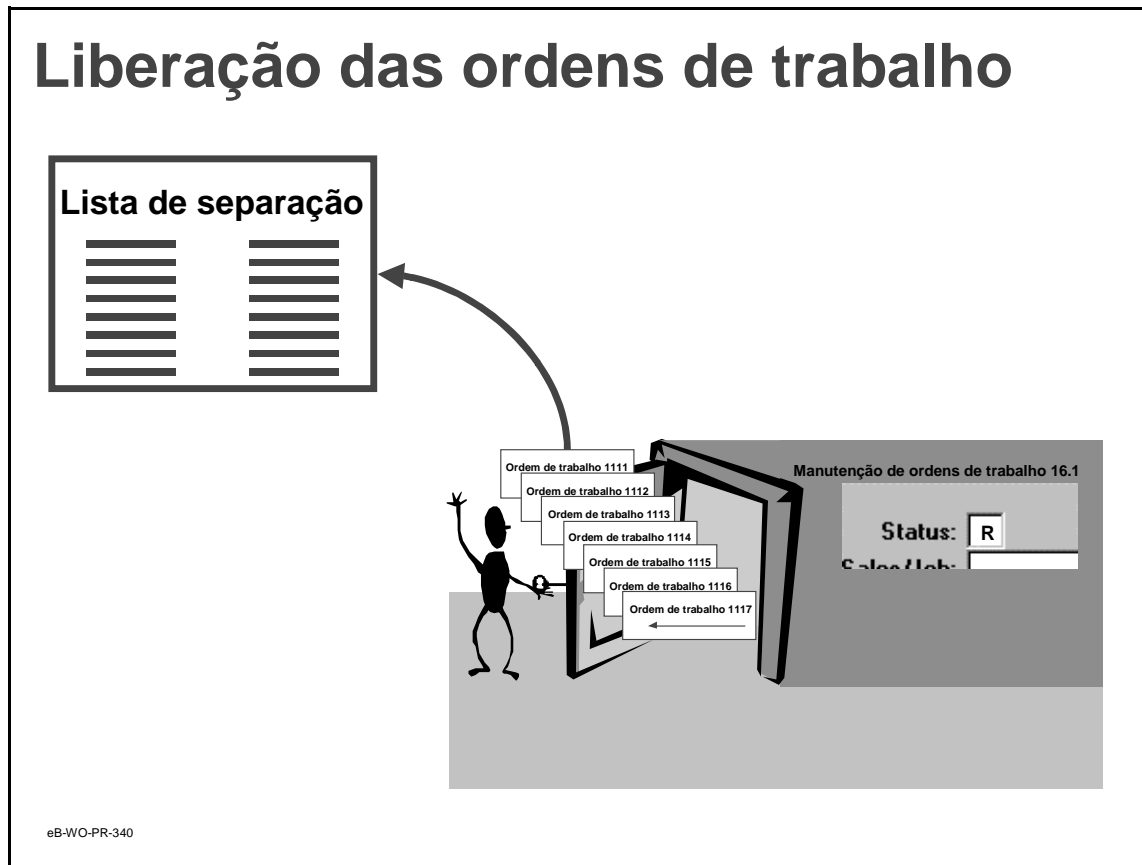 Liberação das ordens de trabalho
Lista de separação
Ordem de trabalho 1111
Ordem de trabalho 1112
Ordem de trabalho 1113
Ordem de trabalho 1114
Ordem de trabalho 1115
Ordem de trabalho 1116
Ordem de trabalho 1117
Manutenção de ordens de trabalho 16.1
Status: R
Sales/Job:
eB-WO-PR-340